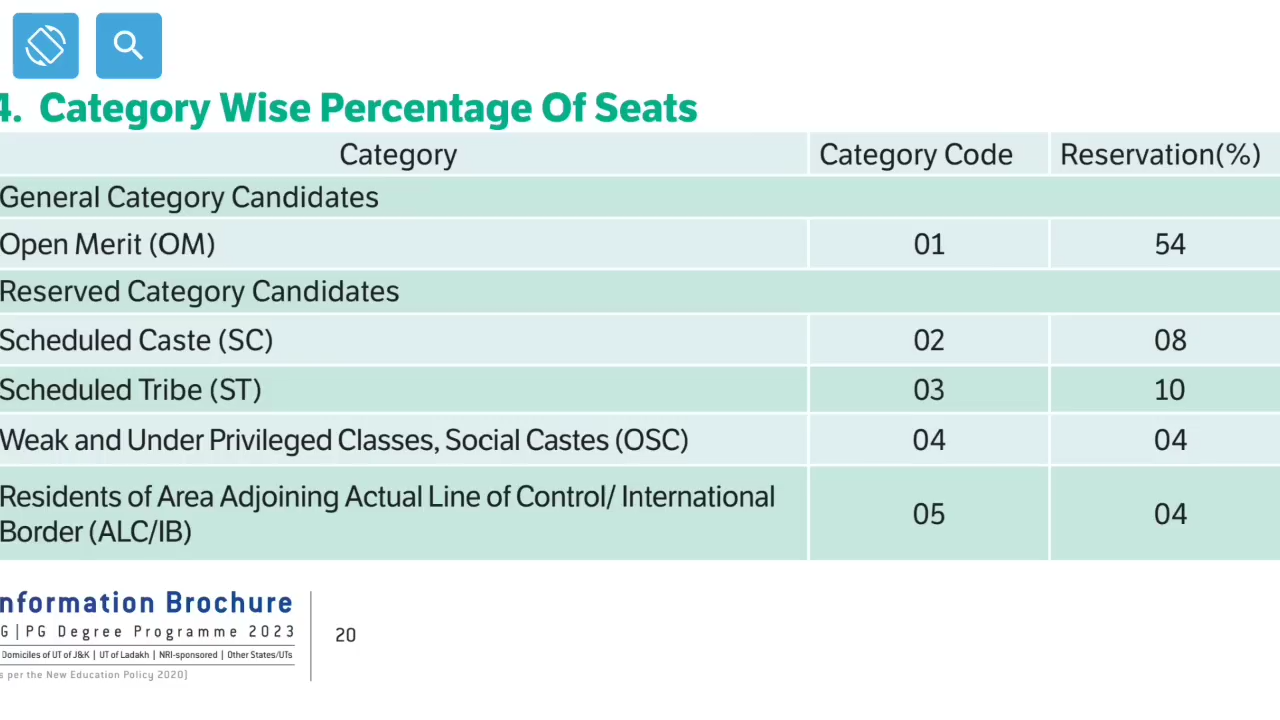 4. Category Wise Percentage Of Seats
Category Category Code Reservation(%)
General Category Candidates
Open Merit (OM) 01 54
Reserved Category Candidates
Scheduled Caste (SC) 02 08
Scheduled Tribe (ST) 03 10
Weak and Under Privileged Classes, Social Castes (OSC) 04 04
Residents of Area Adjoining Actual Line of Control/ International
Border (ALC/IB) 05 04
nformation Brochure
G | PG Degree Programme 2023
Domiciles of UT of J&K | UT of Ladakh | NRI-sponsored | Other States/UTs
s per the New Education Policy 2020]
20